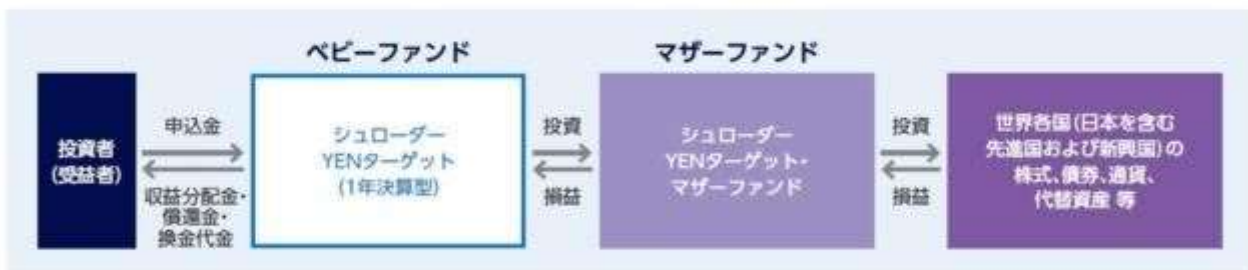 ベビーファンド
マザーファンド
投資者
(受益者)
申込金
収益分配金・
償還金・
換金代金
シュローダー
YENターゲット
(1年決算型)
投資
損益
シュローダー
YENターゲット・
マザーファンド
投資
損益
世界各国(日本を含む
先進国および新興国)の
株式、債券、通貨、
代替資産 等